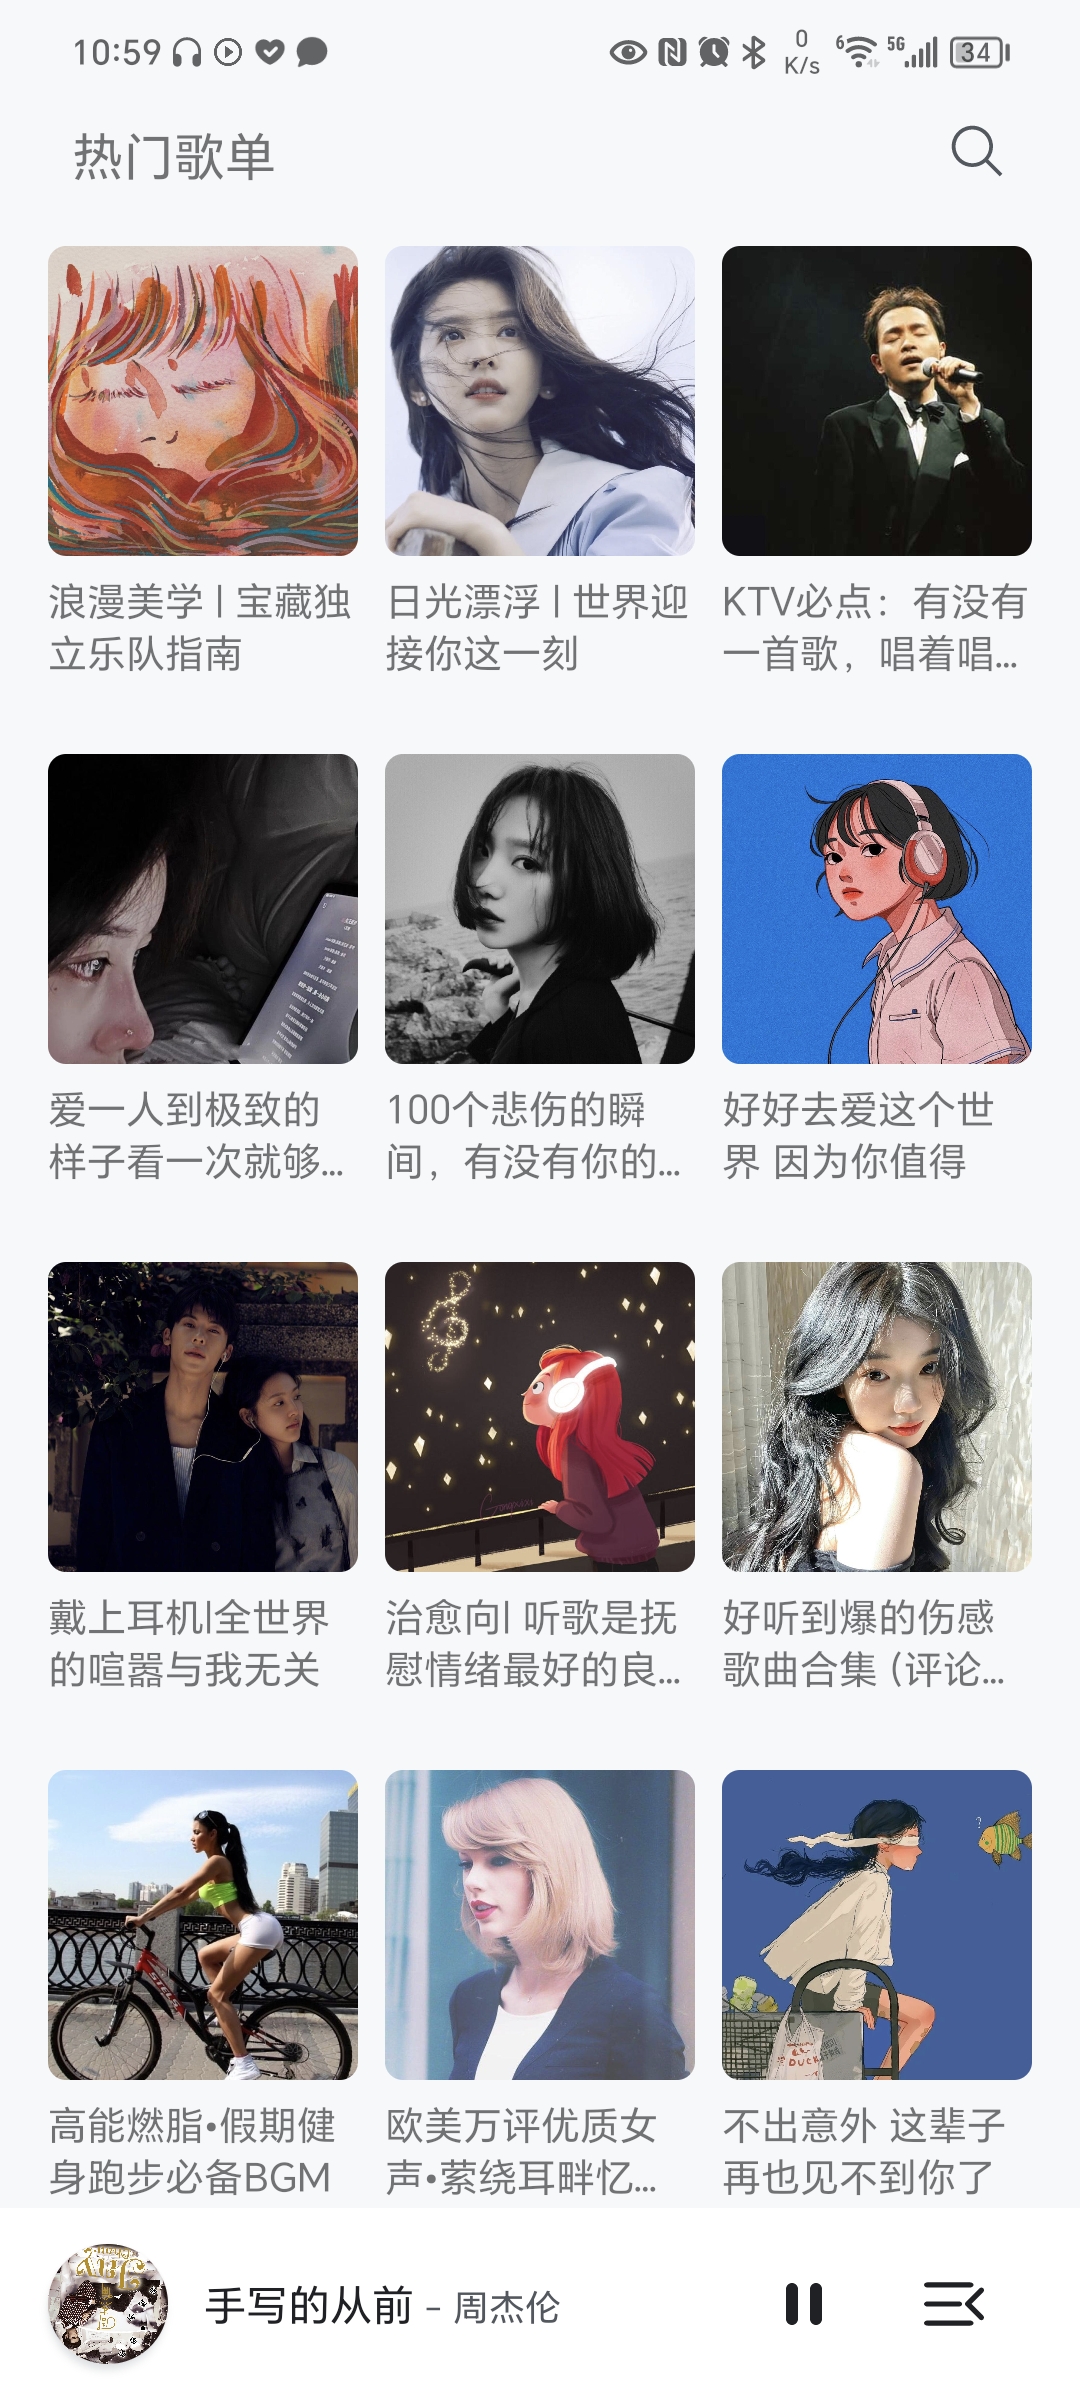 10:59
0
K/s
6
5G
34
热门歌单
浪漫美学 | 宝藏独
立乐队指南
日光漂浮 | 世界迎
接你这一刻
KTV必点：有没有
一首歌，唱着唱...
爱一人到极致的
样子看一次就够...
100个悲伤的瞬
间，有没有你的...
好好去爱这个世
界 因为你值得
戴上耳机|全世界
的喧嚣与我无关
治愈向| 听歌是抚
慰情绪最好的良...
好听到爆的伤感
歌曲合集 (评论...
?
DUCK
高能燃脂•假期健
身跑步必备BGM
欧美万评优质女
声•萦绕耳畔忆...
不出意外 这辈子
再也见不到你了
手写的从前 - 周杰伦